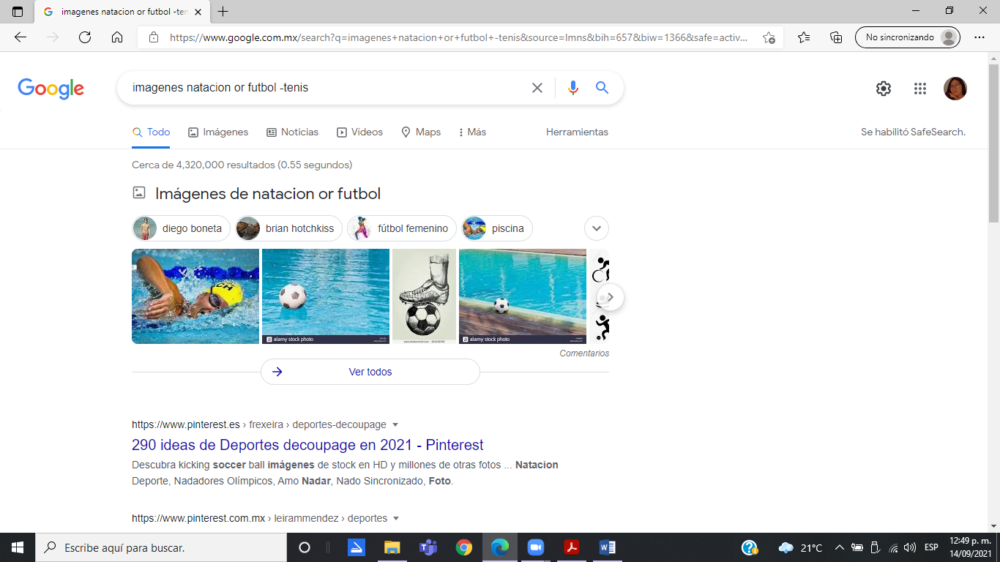 imagenes natacion or futbol -ten
https://www.google.com.mx/search?q=imagenes+natacion+or+futbol+-tenis&source=lmns&bih=657&biw=1366&safe=activ...
No sincronizando
Google
imagenes natacion or futbol -tenis
Todo
Imágenes
Noticias
Vídeos
Maps
Más
Herramientas
Se habilitó SafeSearch.
Cerca de 4,320,000 resultados (0.55 segundos)
Imágenes de natacion or futbol
diego boneta
brian hotchkiss
fútbol femenino
piscina
CH
a alamy stock photo
a alamy stock photo
Comentarios
Ver todos
https://www.pinterest.es › frexeira › deportes-decoupage
290 ideas de Deportes decoupage en 2021 - Pinterest
Descubra kicking soccer ball imágenes de stock en HD y millones de otras fotos ... Natacion
Deporte, Nadadores Olímpicos, Amo Nadar, Nado Sincronizado, Foto.
https://www.pinterest.com.mx › leirammendez › deportes
Escribe aquí para buscar.
21°C
ESP
12:49 p. m.
14/09/2021